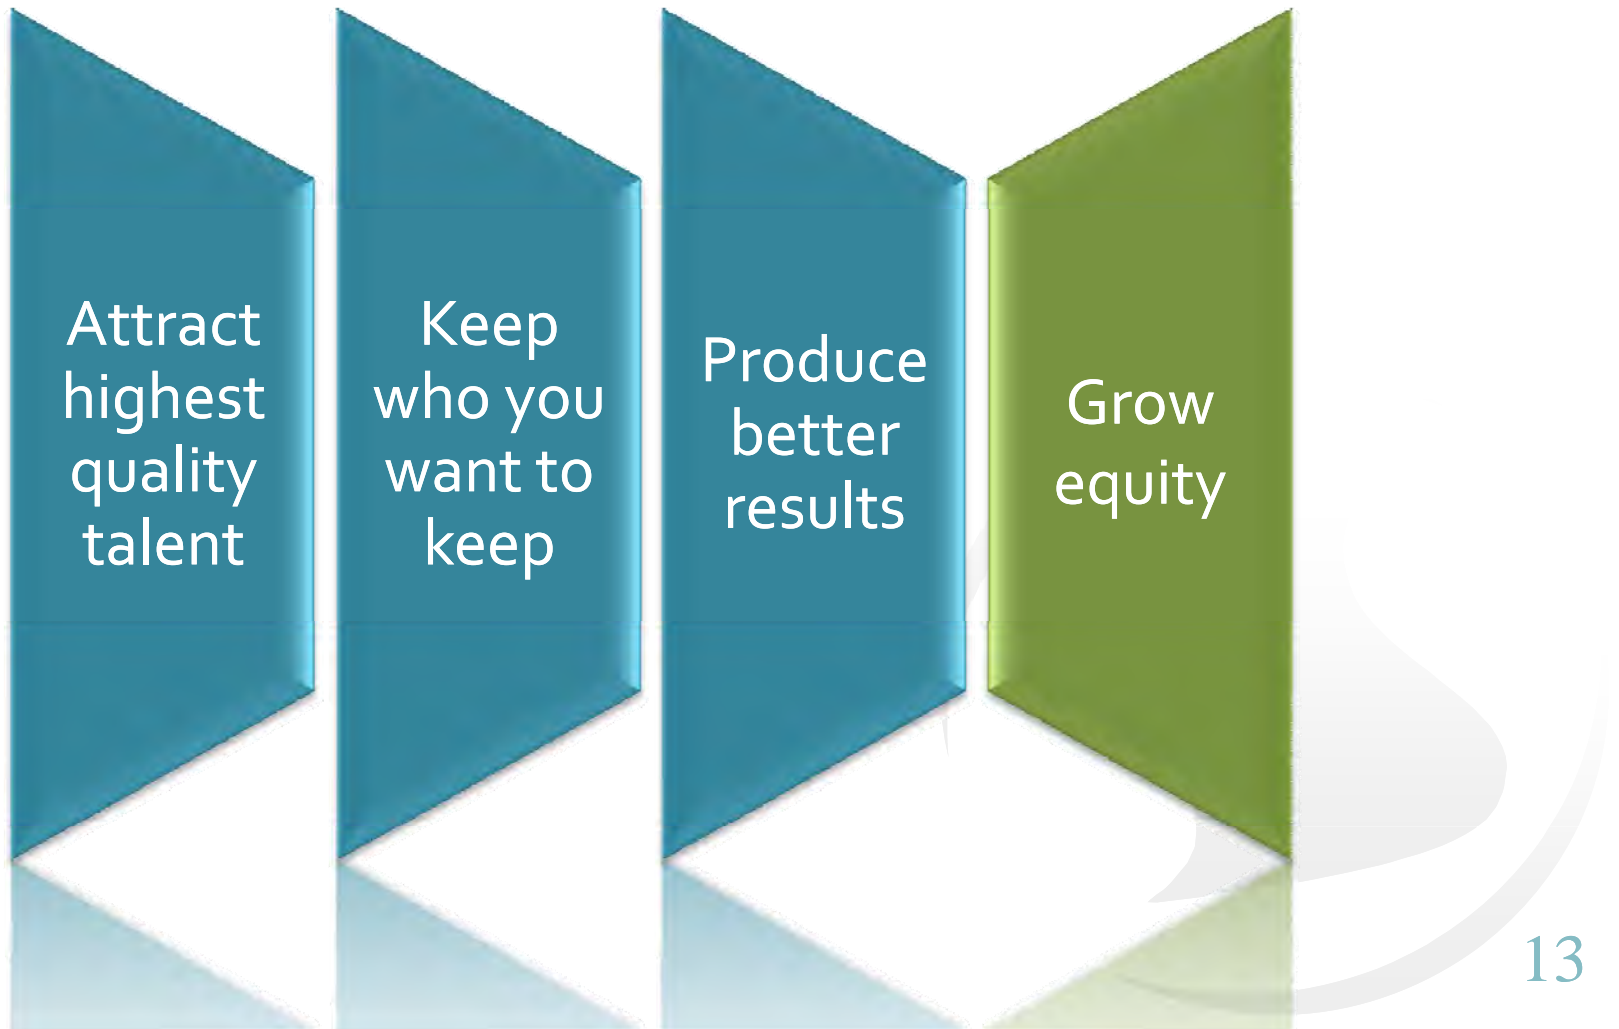 Attract
highest
quality
talent
Keep
who you
want to
keep
Produce
better
results
Grow
equity
13